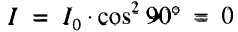 I = I₀ · cos² 90° = 0